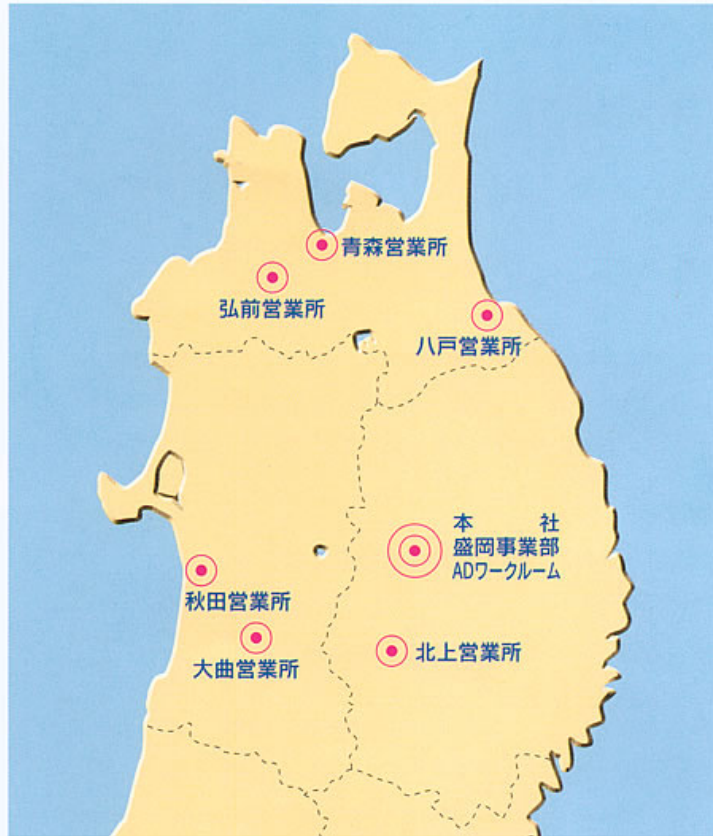 青森営業所
弘前営業所
八戸営業所
本　社
盛岡事業部
ADワークルーム
秋田営業所
大曲営業所
北上営業所